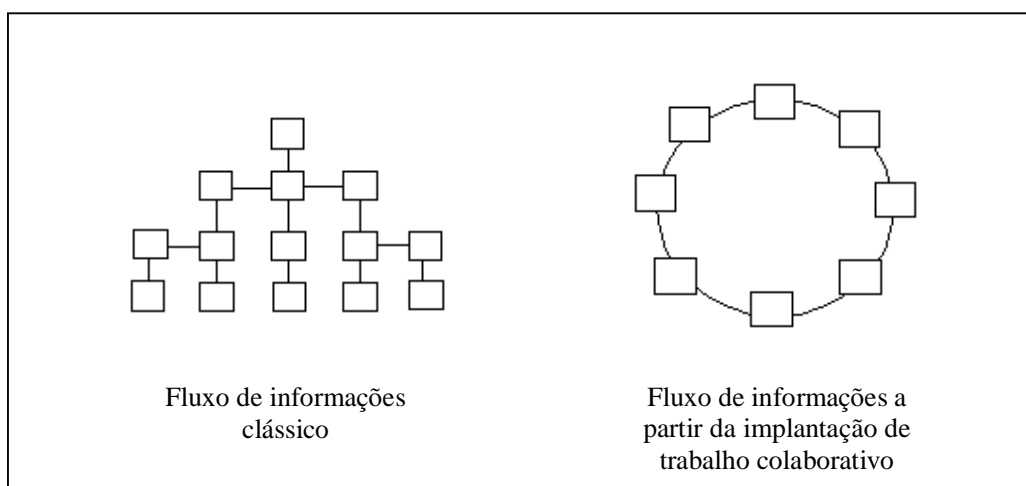 Fluxo de informações
clássico
Fluxo de informações a
partir da implantação de
trabalho colaborativo